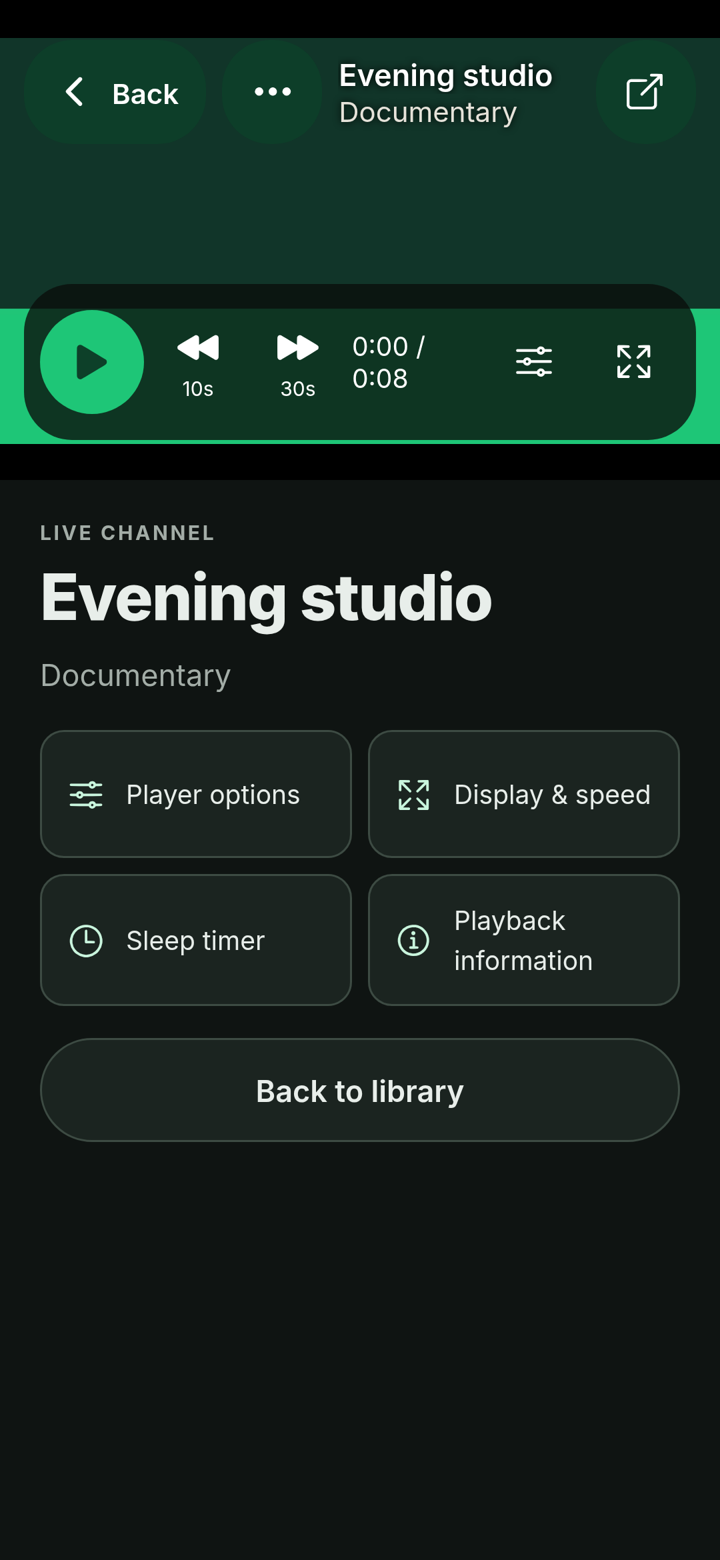 Back
Evening studio
Documentary
10s
30s
0:00 /
0:08
LIVE CHANNEL
Evening studio
Documentary
Player options
Display & speed
Sleep timer
Playback
information
Back to library